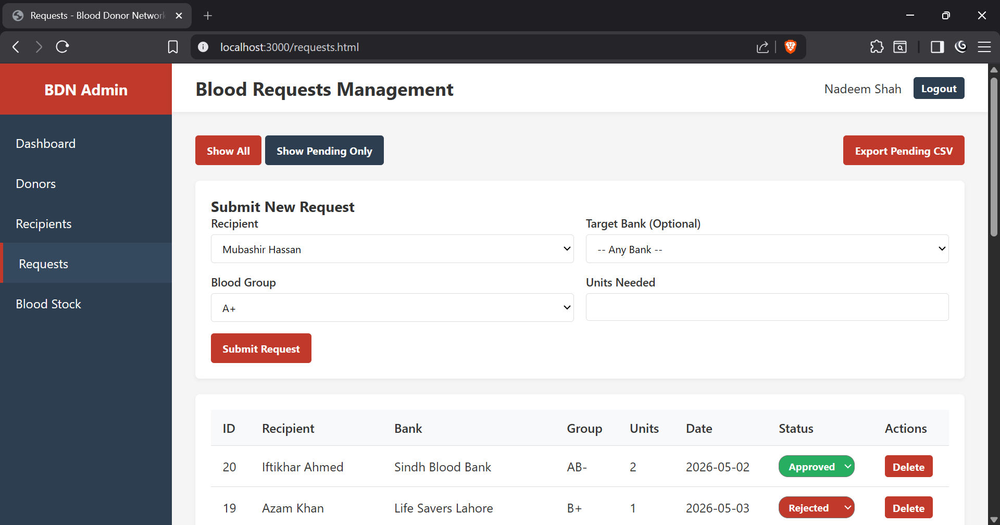 Requests - Blood Donor Network
localhost:3000/requests.html
BDN Admin
Dashboard
Donors
Recipients
Requests
Blood Stock
Blood Requests Management
Nadeem Shah
Logout
Show All
Show Pending Only
Export Pending CSV
Submit New Request
Recipient
Target Bank (Optional)
Mubashir Hassan
-- Any Bank --
Blood Group
Units Needed
A+
Submit Request
ID Recipient Bank Group Units Date Status Actions
20 Iftikhar Ahmed Sindh Blood Bank AB- 2 2026-05-02 Approved Delete
19 Azam Khan Life Savers Lahore B+ 1 2026-05-03 Rejected Delete